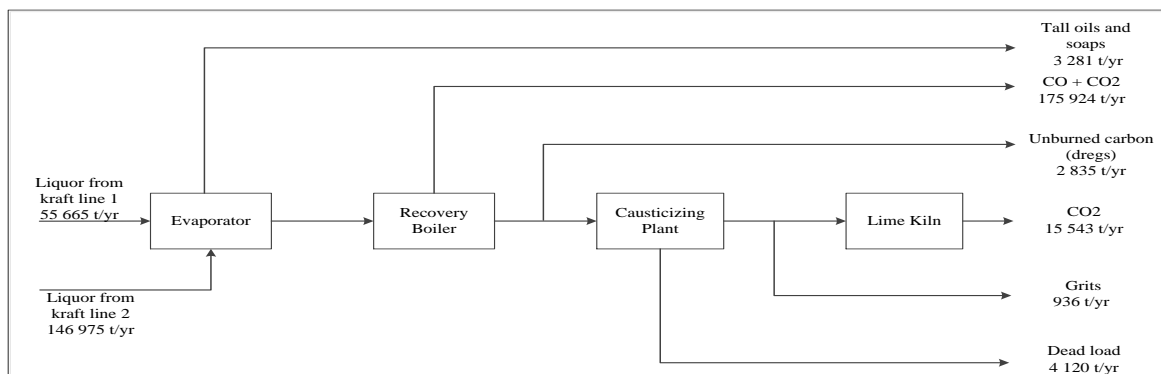 Tall oils and
soaps
3 281 t/yr
CO + CO2
175 924 t/yr
Unburned carbon
(dregs)
2 835 t/yr
Liquor from
kraft line 1
55 665 t/yr
Evaporator
Recovery
Boiler
Causticizing
Plant
Lime Kiln
CO2
15 543 t/yr
Liquor from
kraft line 2
146 975 t/yr
Grits
936 t/yr
Dead load
4 120 t/yr